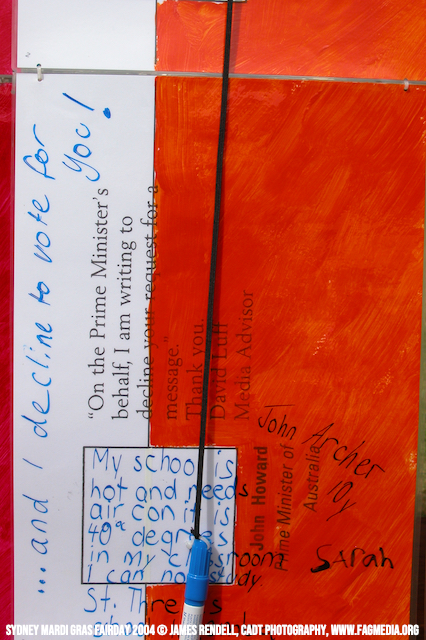 ...and I decline to vote for
you!
"On the Prime Minister's
behalf, I am writing to
decline your request for a
message."
Thank you,
David Luff
Media Advisor
John Howard
Prime Minister of
Australia
John Archer
10y
Sarah
My school is
hot and needs
air con it is
40° degrees
in my classroom
i can not study
St.
SYDNEY MARDI GRAS FAIRDAY 2004 © JAMES RENDELL, CADT PHOTOGRAPHY, WWW.FAGMEDIA.ORG